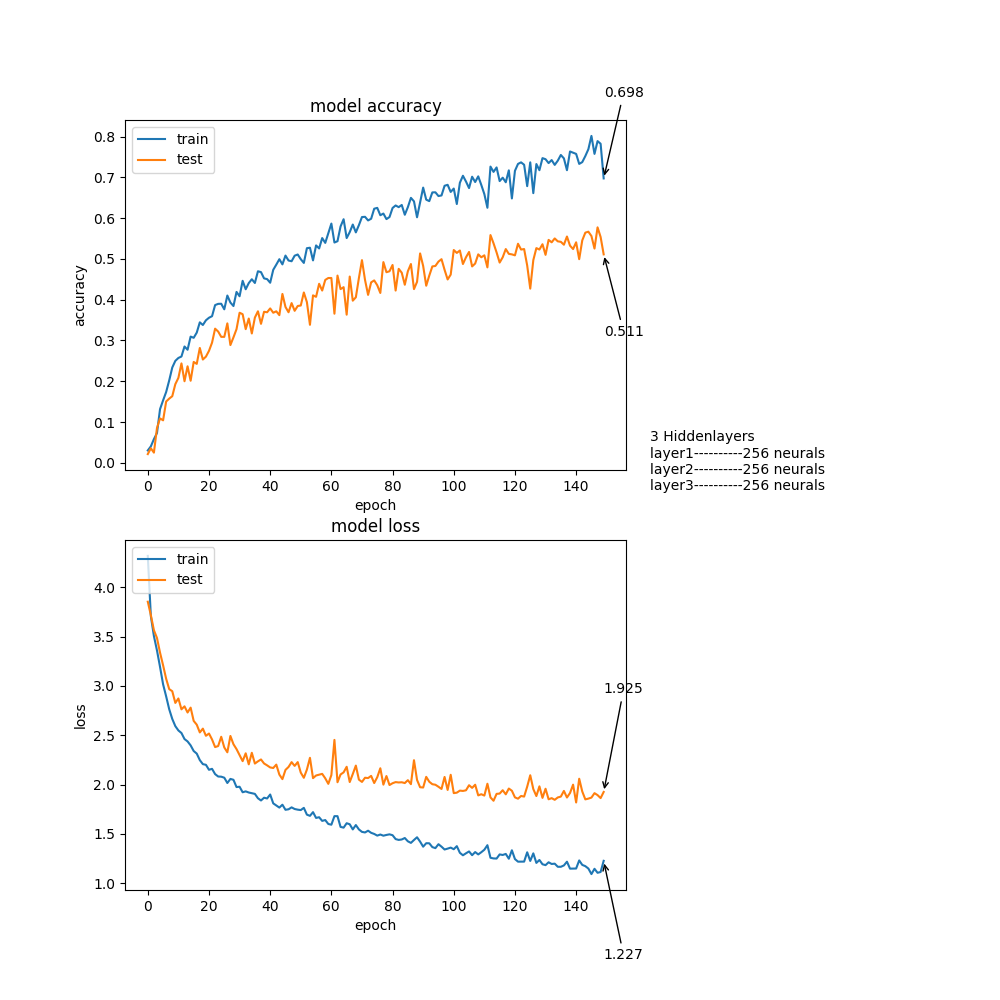 0.698
model accuracy
train
test
0.8
0.7
0.6
0.5
0.4
0.3
0.2
0.1
0.0
accuracy
0.511
0 20 40 60 80 100 120 140
epoch
3 Hiddenlayers
layer1----------256 neurals
layer2----------256 neurals
layer3----------256 neurals
model loss
train
test
4.0
3.5
3.0
2.5
2.0
1.5
1.0
loss
1.925
0 20 40 60 80 100 120 140
epoch
1.227